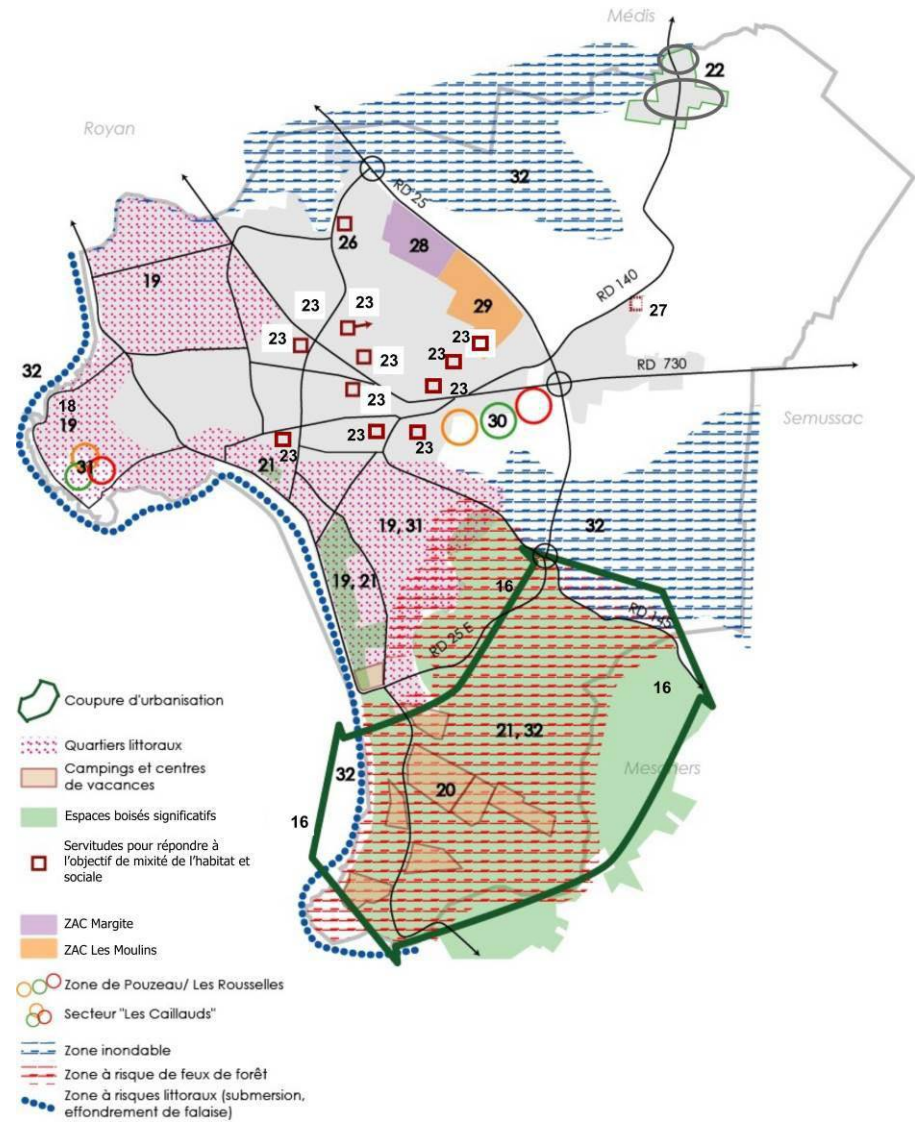 Médis
22
Royan
32
RD 25
26
28
19
29
RD 140
23
23
27
23
23
23
23
RD 730
32
23
23
18
19
30
Semussac
23
23
23
31
21
19, 31
32
19, 21
16
RD 145
RD 25 E
16
21, 32
Meschers
32
20
16
Coupure d'urbanisation
Quartiers littoraux
Campings et centres
de vacances
Espaces boisés significatifs
Servitudes pour répondre à
l'objectif de mixité de l'habitat et
sociale
ZAC Margite
ZAC Les Moulins
Zone de Pouzeau/ Les Rousselles
Secteur "Les Caillauds"
Zone inondable
Zone à risque de feux de forêt
Zone à risques littoraux (submersion,
effondrement de falaise)